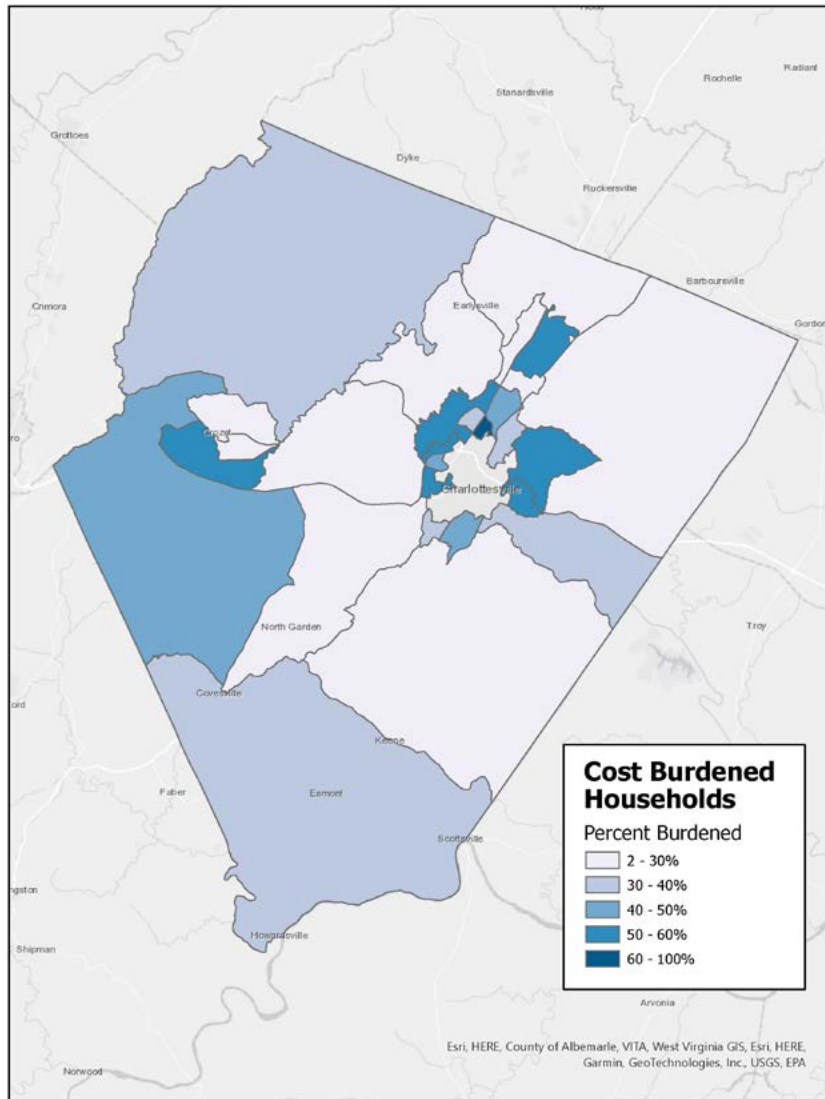 Radiant
Rochelle
Stanardsville
Grottoes
Dyke
Ruckersville
Barboursville
Crimora
Earlysville
Gordon
Crozet
Charlottesville
North Garden
Troy
Covesville
Keene
Faber
Esmont
Scottsville
ngston
Howardsville
Shipman
Arvonia
Norwood
Cost Burdened
Households
Percent Burdened
2 - 30%
30 - 40%
40 - 50%
50 - 60%
60 - 100%
Esri, HERE, County of Albemarle, VITA, West Virginia GIS, Esri, HERE,
Garmin, GeoTechnologies, Inc., USGS, EPA